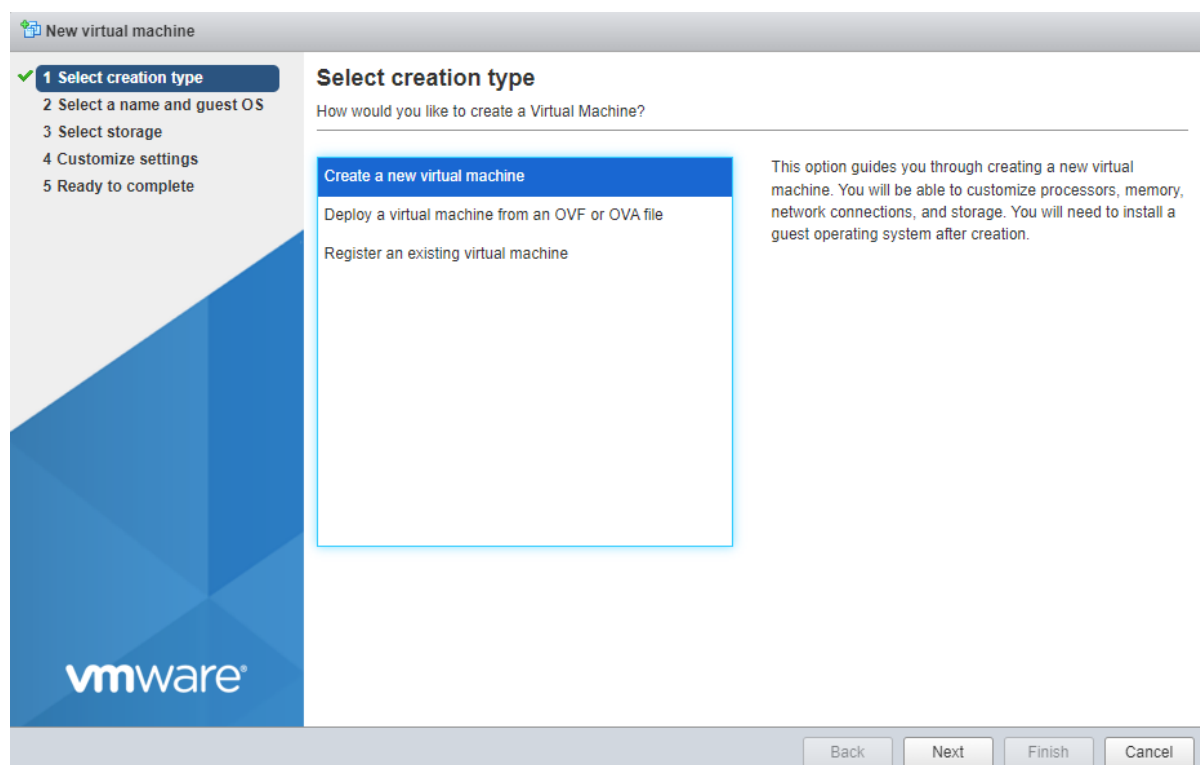 New virtual machine
1 Select creation type
2 Select a name and guest OS
3 Select storage
4 Customize settings
5 Ready to complete
Select creation type
How would you like to create a Virtual Machine?
Create a new virtual machine
Deploy a virtual machine from an OVF or OVA file
Register an existing virtual machine
This option guides you through creating a new virtual
machine. You will be able to customize processors, memory,
network connections, and storage. You will need to install a
guest operating system after creation.
vmware®
Back
Next
Finish
Cancel